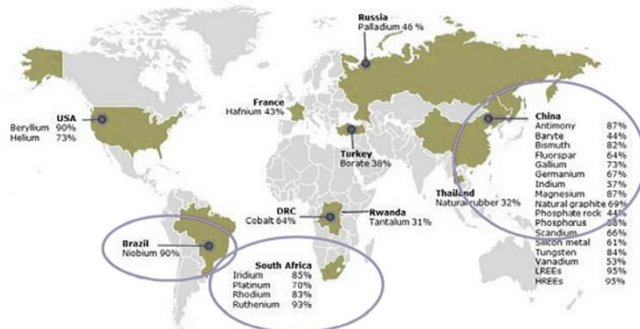 Russia
Palladium 46 %
France
Hafnium 43%
USA
Beryllium 90%
Helium 73%
Turkey
Borate 38%
China
Antimony 87%
Baryte 44%
Bismuth 82%
Fluorspar 64%
Gallium 73%
Germanium 67%
Indium 57%
Magnesium 87%
Natural graphite 69%
Phosphate rock 44%
Phosphorus 58%
Scandium 66%
Silicon metal 61%
Tungsten 84%
Vanadium 53%
LREEs 95%
HREEs 95%
Thailand
Natural rubber 32%
DRC
Cobalt 64%
Rwanda
Tantalum 31%
Brazil
Niobium 90%
South Africa
Iridium 85%
Platinum 70%
Rhodium 83%
Ruthenium 93%